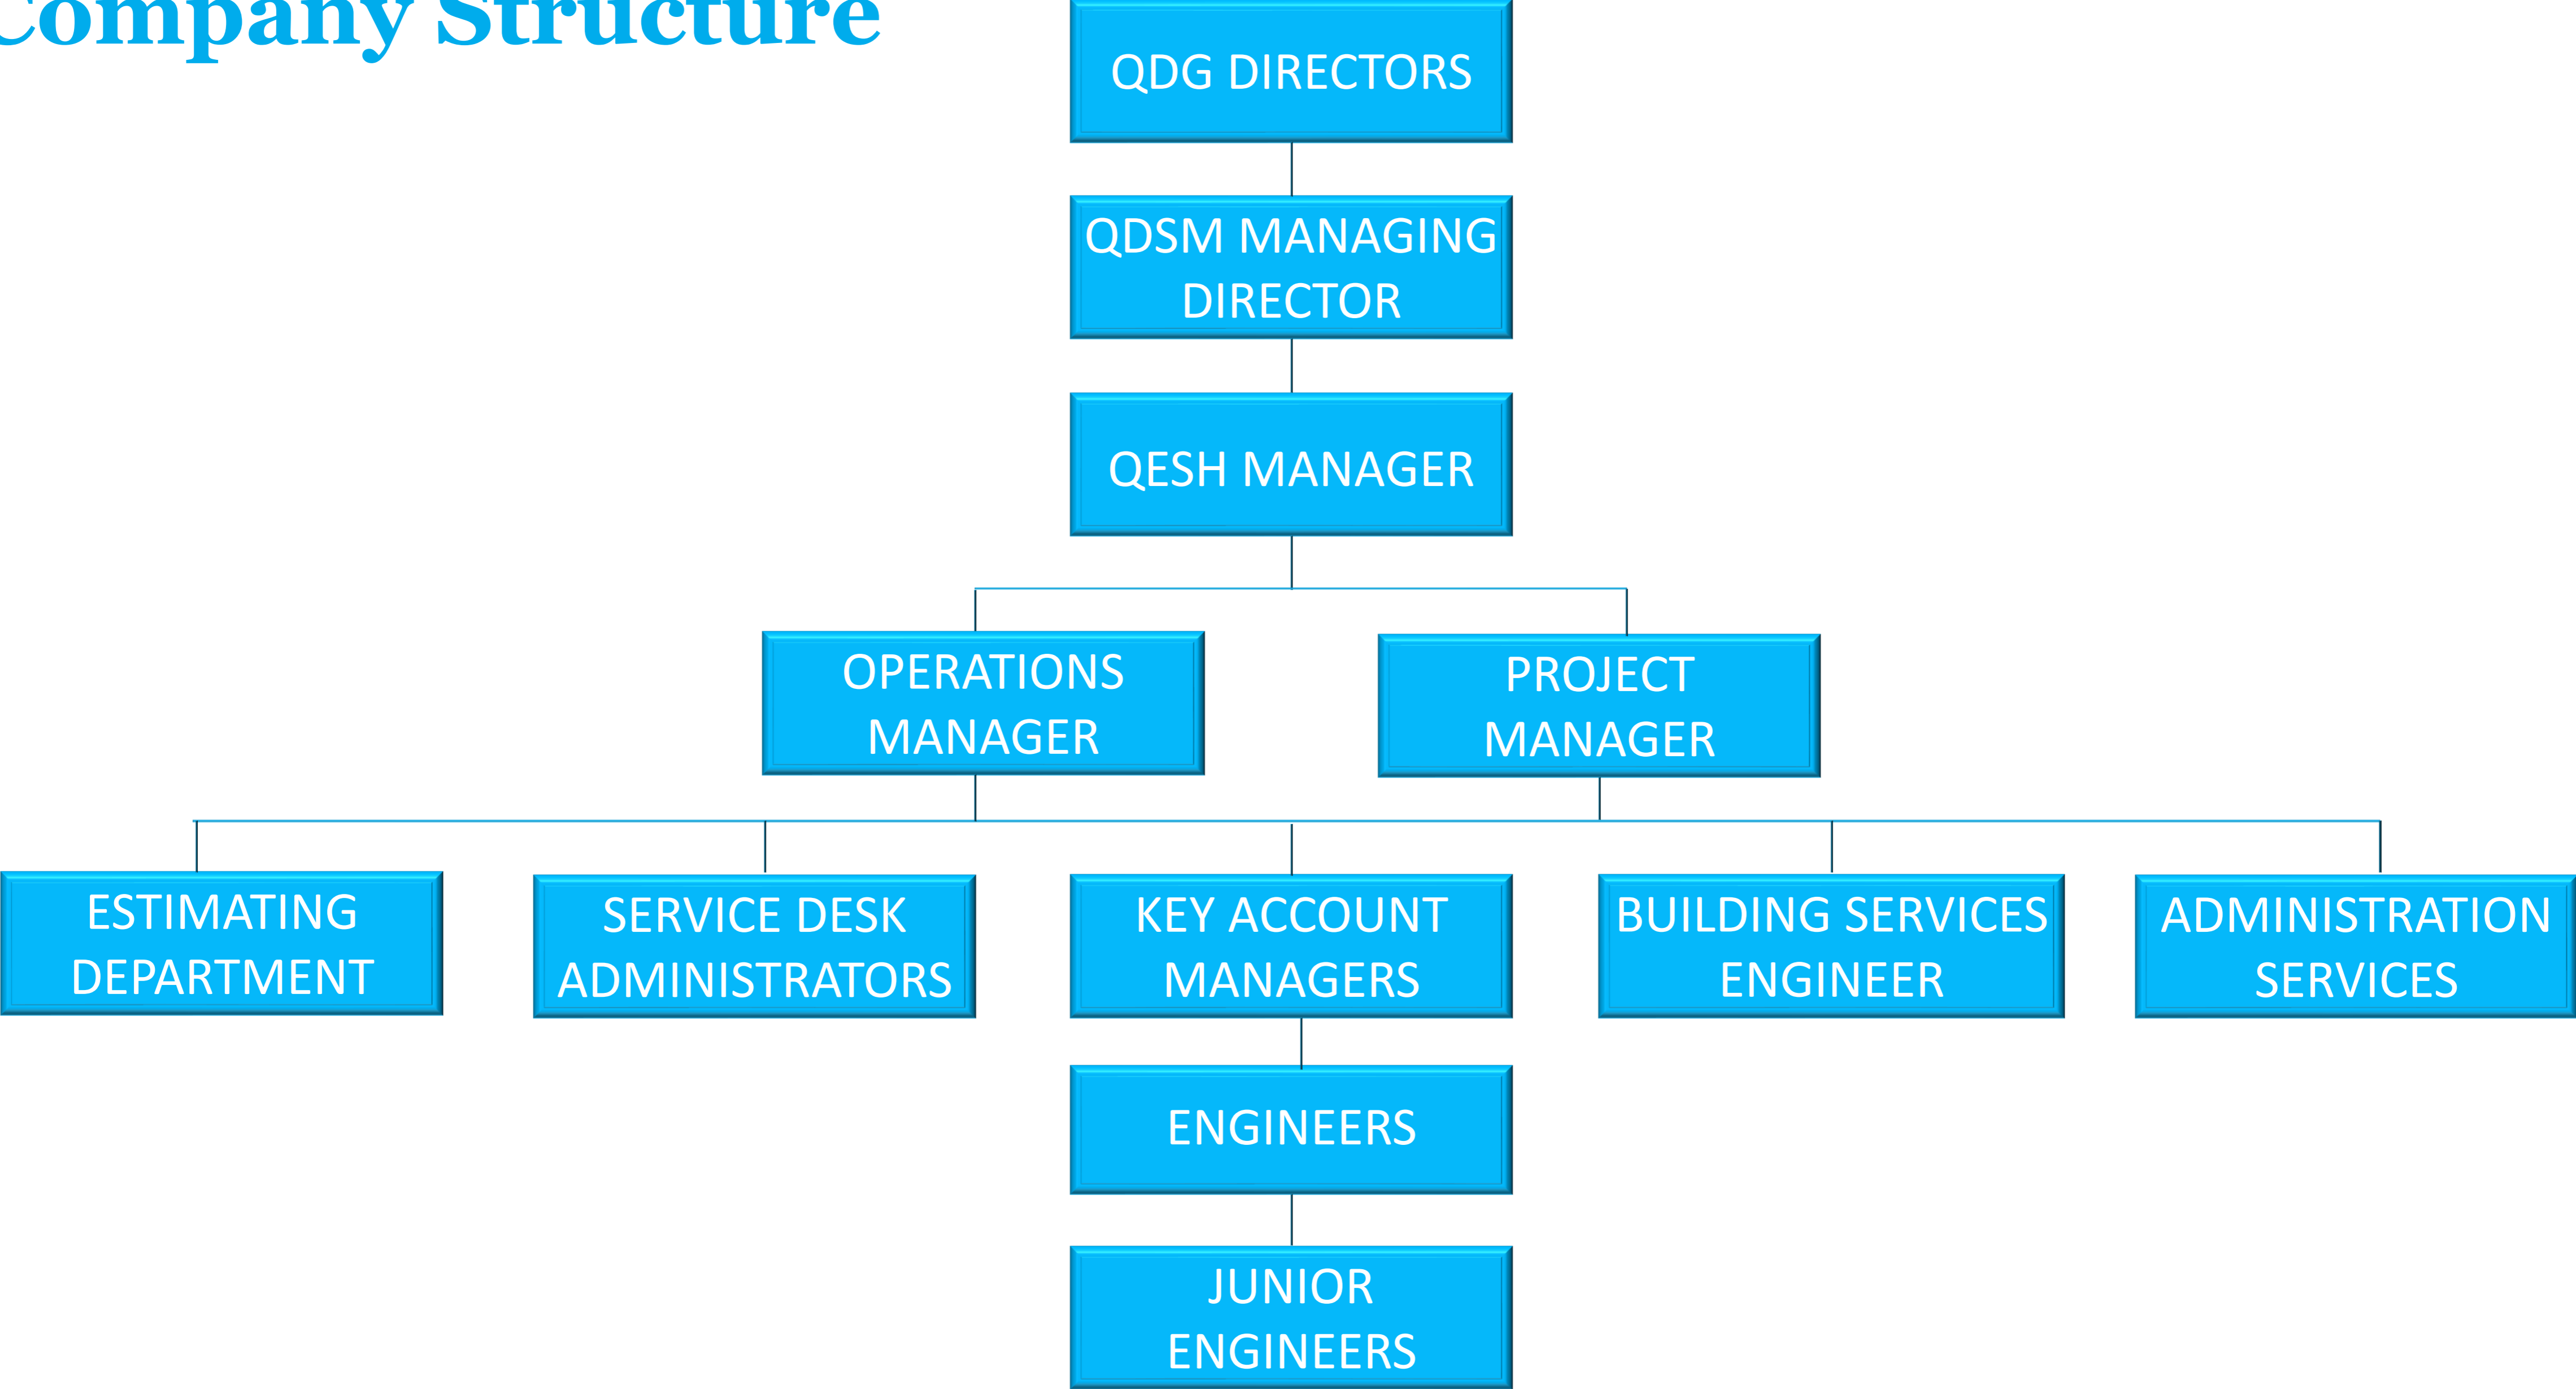 Company Structure
QDG DIRECTORS
QDSM MANAGING
DIRECTOR
QESH MANAGER
OPERATIONS
MANAGER
PROJECT
MANAGER
ESTIMATING
DEPARTMENT
SERVICE DESK
ADMINISTRATORS
KEY ACCOUNT
MANAGERS
BUILDING SERVICES
ENGINEER
ADMINISTRATION
SERVICES
ENGINEERS
JUNIOR
ENGINEERS